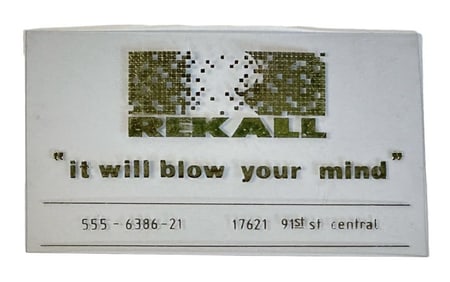 REKALL
"it will blow your mind"
555-6386-21 17621 91st st central